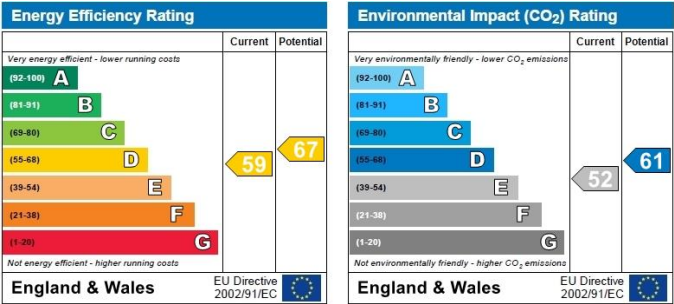 Energy Efficiency Rating
Current Potential
Very energy efficient - lower running costs
(92-100) A
(81-91) B
(69-80) C
(55-68) D
(39-54) E
(21-38) F
(1-20) G
59
67
Not energy efficient - higher running costs
England & Wales
EU Directive
2002/91/EC
Environmental Impact (CO₂) Rating
Current Potential
Very environmentally friendly - lower CO₂ emissions
(92-100) A
(81-91) B
(69-80) C
(55-68) D
(39-54) E
(21-38) F
(1-20) G
52
61
Not environmentally friendly - higher CO₂ emissions
England & Wales
EU Directive
2002/91/EC